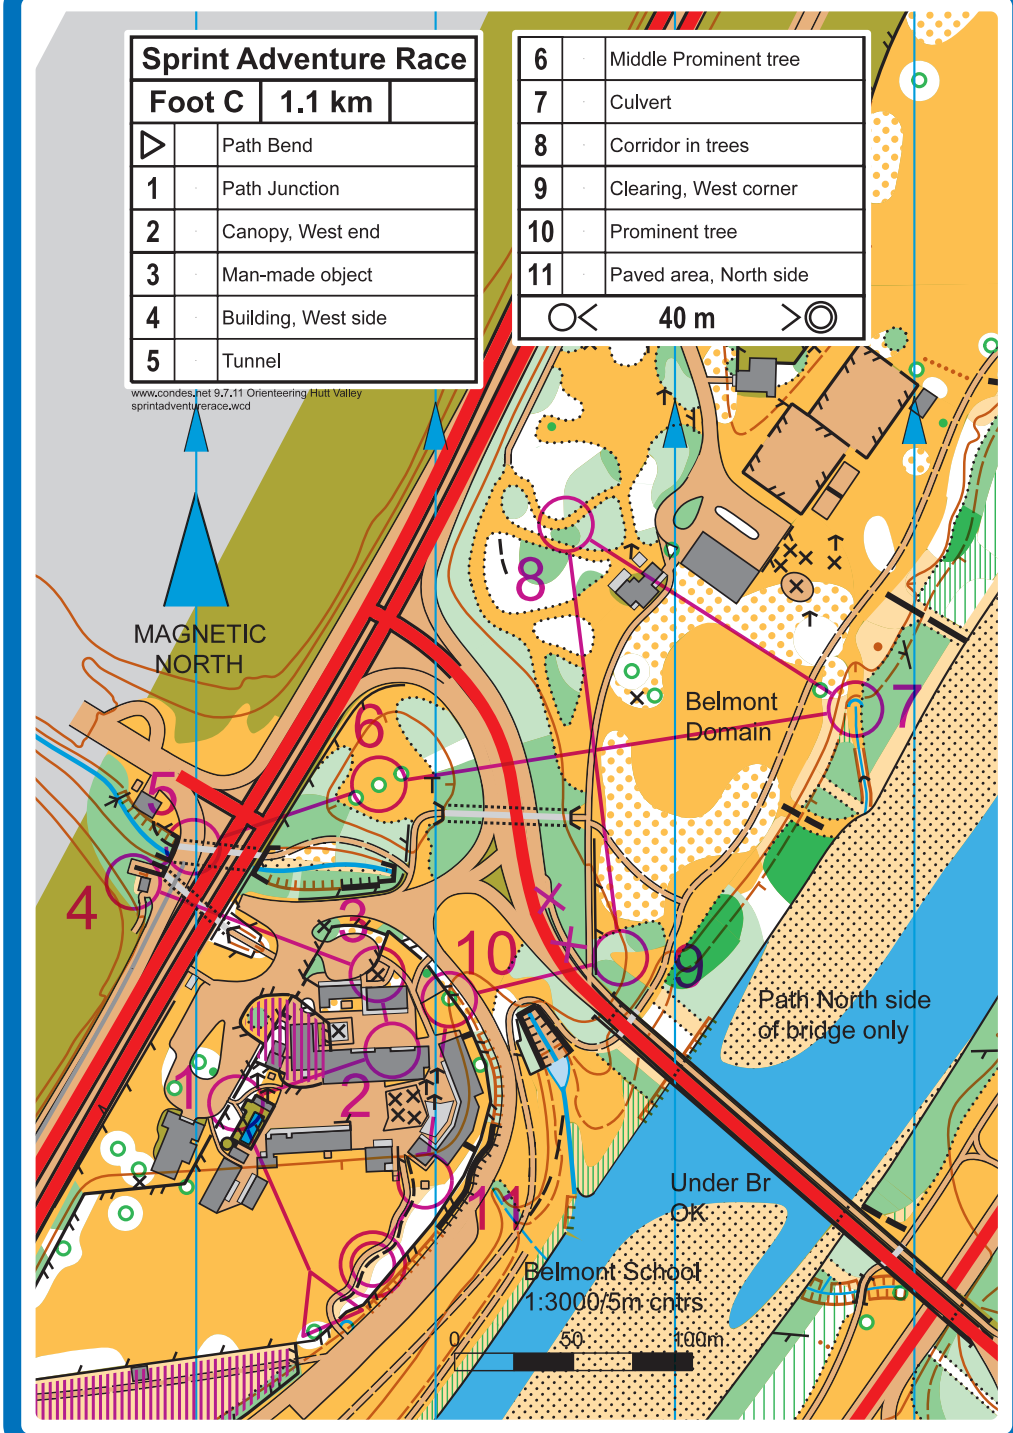 Sprint Adventure Race
Foot C 1.1 km
Path Bend
1 Path Junction
2 Canopy, West end
3 Man-made object
4 Building, West side
5 Tunnel
www.condes.net 9.7.11 Orienteering Hutt Valley
sprintadventurerace.wcd
6 Middle Prominent tree
7 Culvert
8 Corridor in trees
9 Clearing, West corner
10 Prominent tree
11 Paved area, North side
40 m
MAGNETIC
NORTH
8
6
Belmont
Domain
7
5
4
3
10
9
Path North side
of bridge only
1
2
11
Under Br
OK
Belmont School
1:3000/5m cntrs
0 50 100m